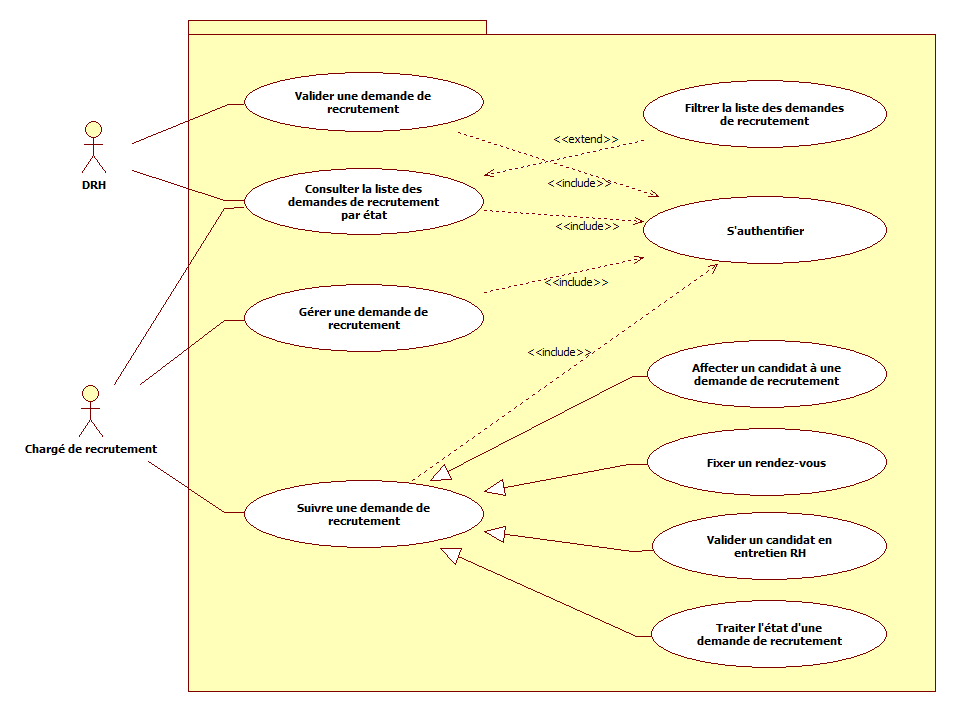 Valider une demande de
recrutement
Filtrer la liste des demandes
de recrutement
<<extend>>
DRH
Consulter la liste des
demandes de recrutement
par état
<<include>>
<<include>>
S'authentifier
Gérer une demande de
recrutement
<<include>>
<<include>>
Affecter un candidat à une
demande de recrutement
Chargé de recrutement
Fixer un rendez-vous
Suivre une demande de
recrutement
Valider un candidat en
entretien RH
Traiter l'état d'une
demande de recrutement